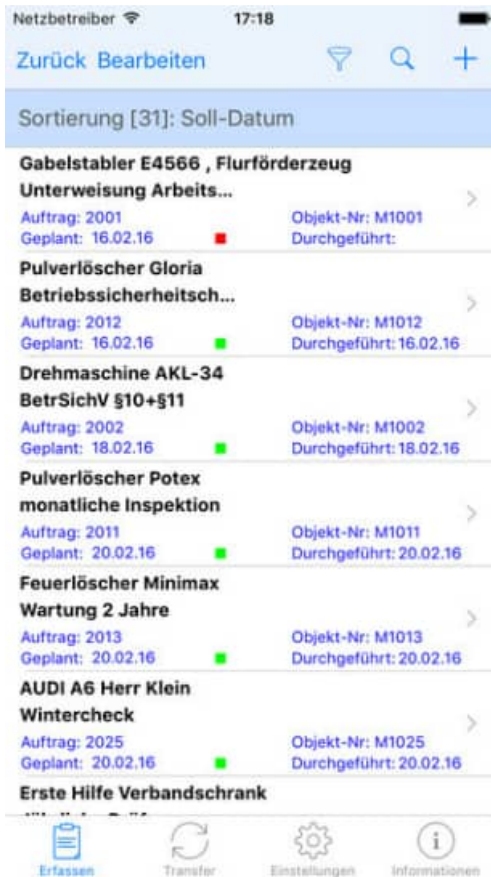 Netzbetreiber 17:18
Zurück Bearbeiten
Sortierung [31]: Soll-Datum
Gabelstabler E4566 , Flurförderzeug
Unterweisung Arbeits...
Auftrag: 2001 Objekt-Nr: M1001
Geplant: 16.02.16 Durchgeführt:
Pulverlöscher Gloria
Betriebssicherheitsch...
Auftrag: 2012 Objekt-Nr: M1012
Geplant: 16.02.16 Durchgeführt: 16.02.16
Drehmaschine AKL-34
BetrSichV §10+§11
Auftrag: 2002 Objekt-Nr: M1002
Geplant: 18.02.16 Durchgeführt: 18.02.16
Pulverlöscher Potex
monatliche Inspektion
Auftrag: 2011 Objekt-Nr: M1011
Geplant: 20.02.16 Durchgeführt: 20.02.16
Feuerlöscher Minimax
Wartung 2 Jahre
Auftrag: 2013 Objekt-Nr: M1013
Geplant: 20.02.16 Durchgeführt: 20.02.16
AUDI A6 Herr Klein
Wintercheck
Auftrag: 2025 Objekt-Nr: M1025
Geplant: 20.02.16 Durchgeführt: 20.02.16
Erste Hilfe Verbandschrank
Erfassen Transfer Einstellungen Informationen